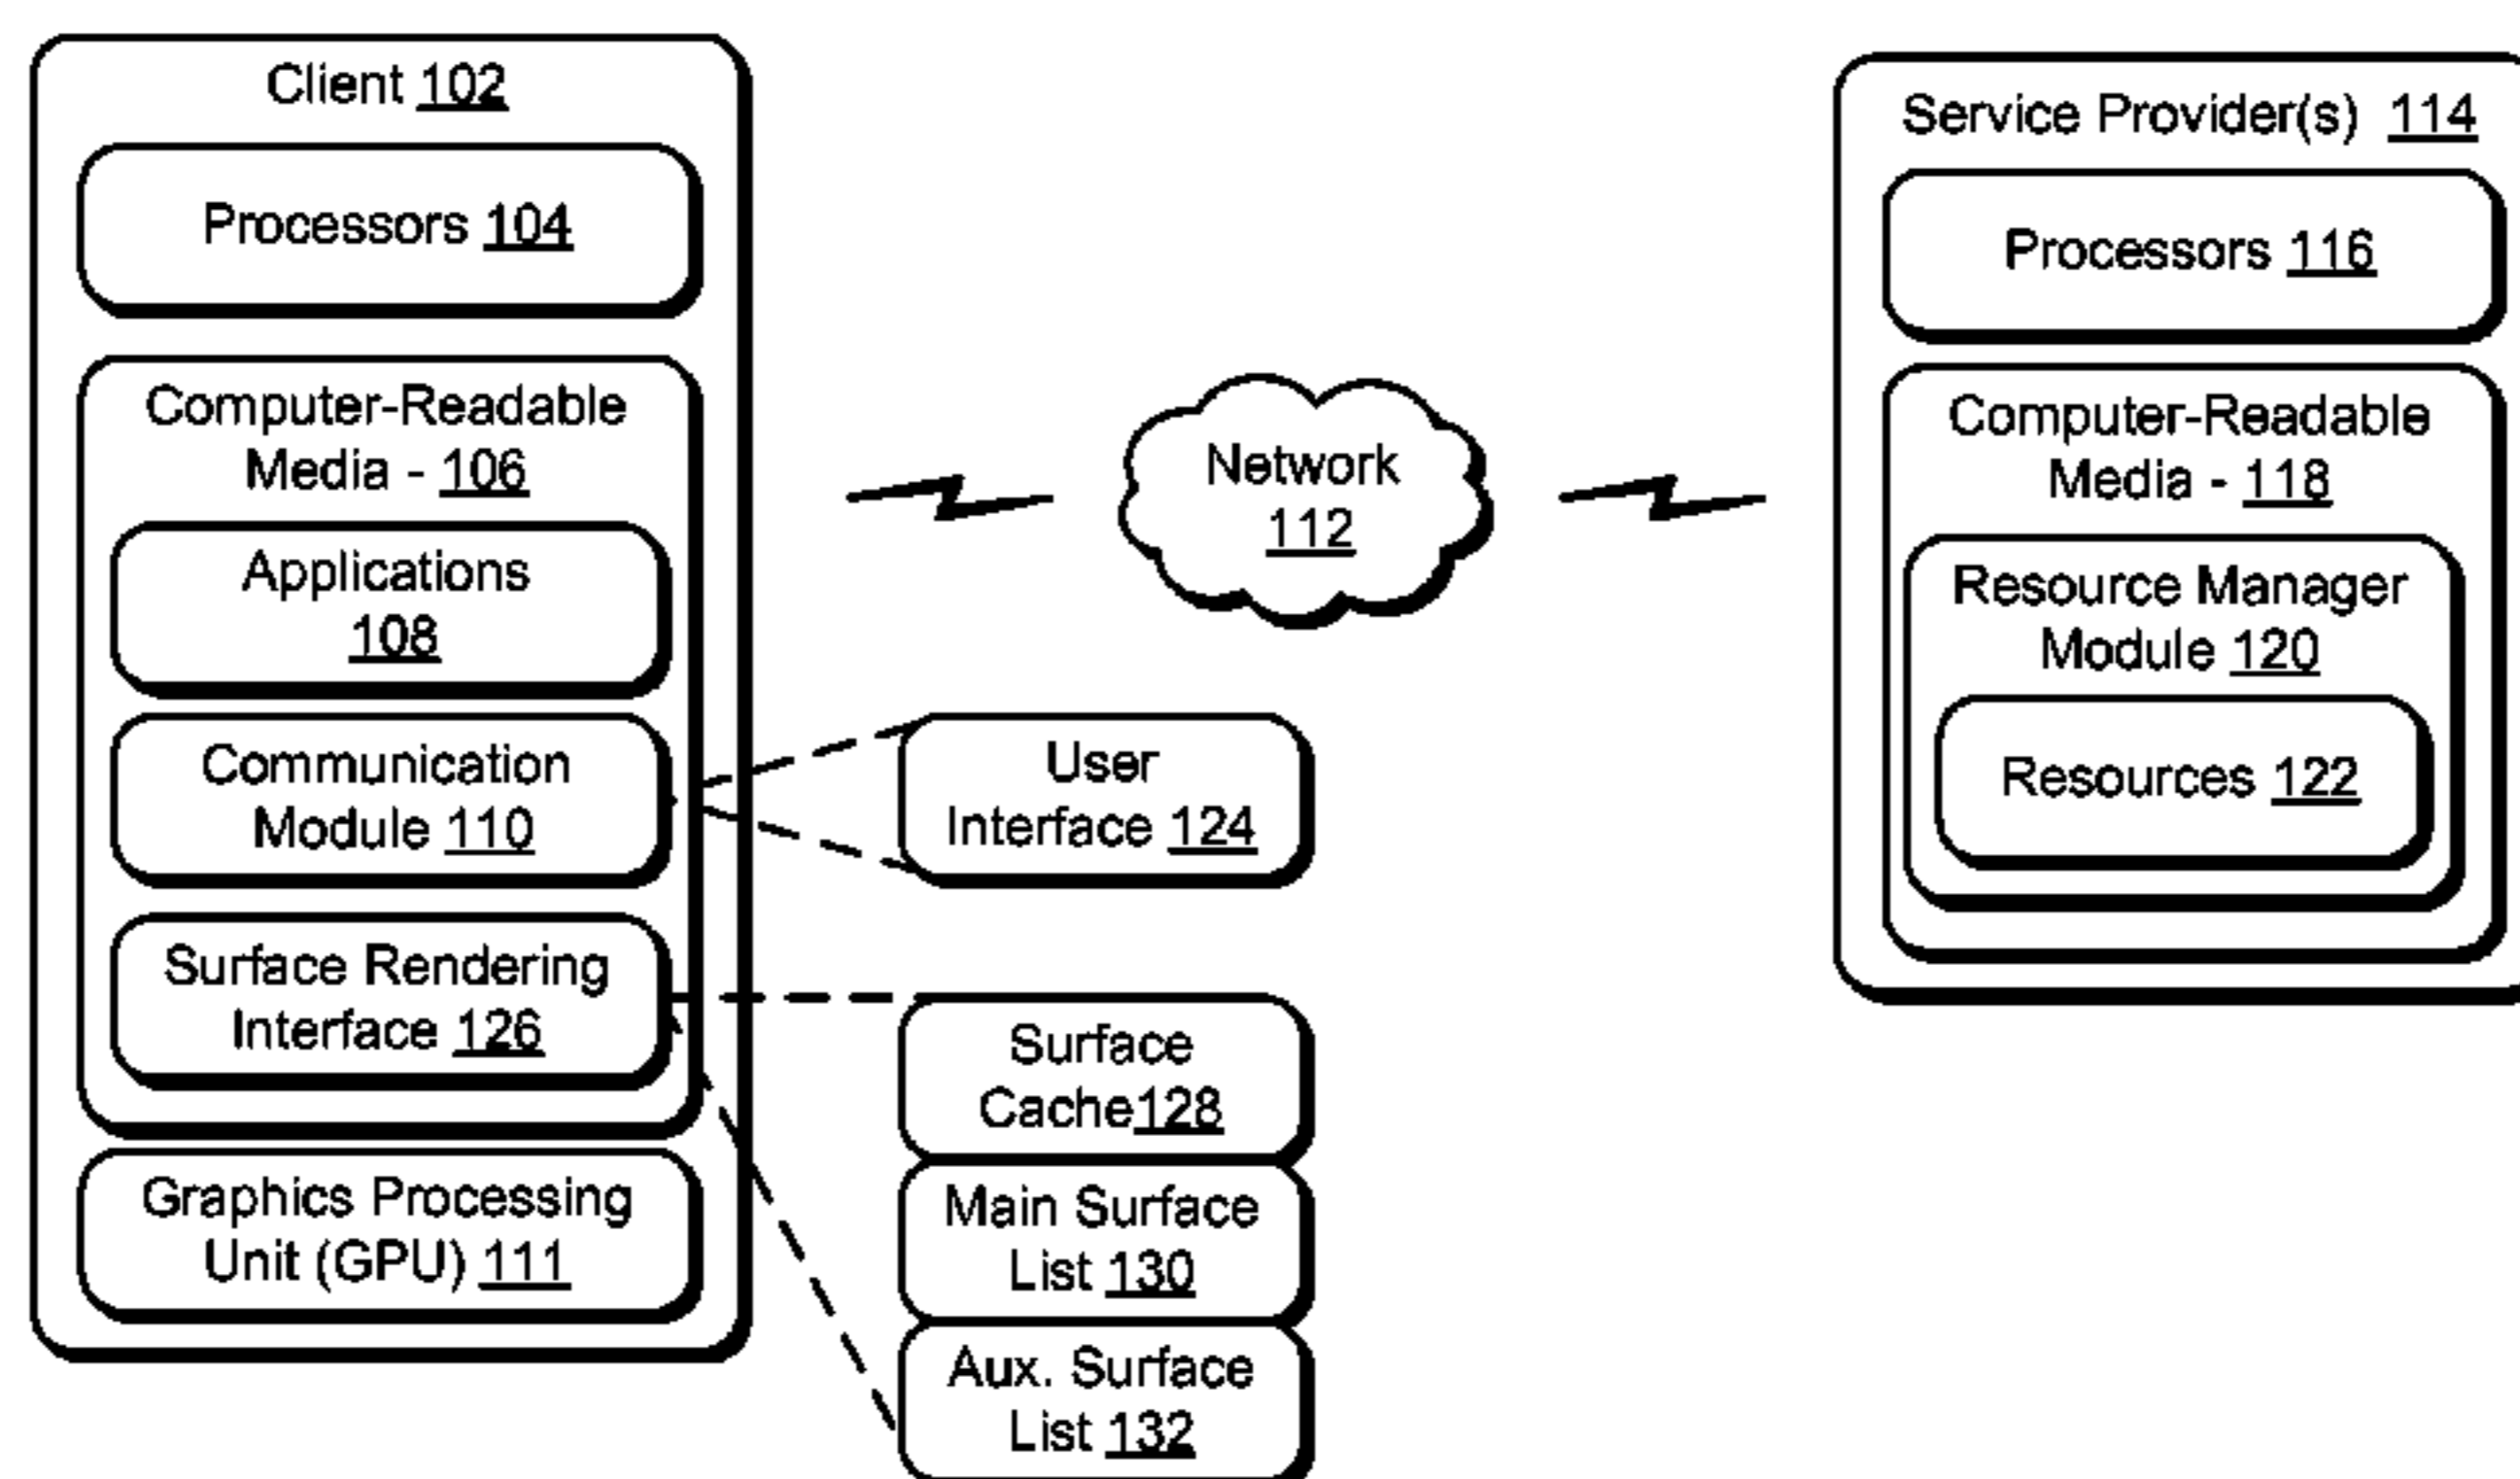 Client 102
Processors 104
Computer-Readable
Media - 106
Applications
108
Communication
Module 110
Surface Rendering
Interface 126
Graphics Processing
Unit (GPU) 111
Network
112
User
Interface 124
Surface
Cache128
Main Surface
List 130
Aux. Surface
List 132
Service Provider(s) 114
Processors 116
Computer-Readable
Media - 118
Resource Manager
Module 120
Resources 122